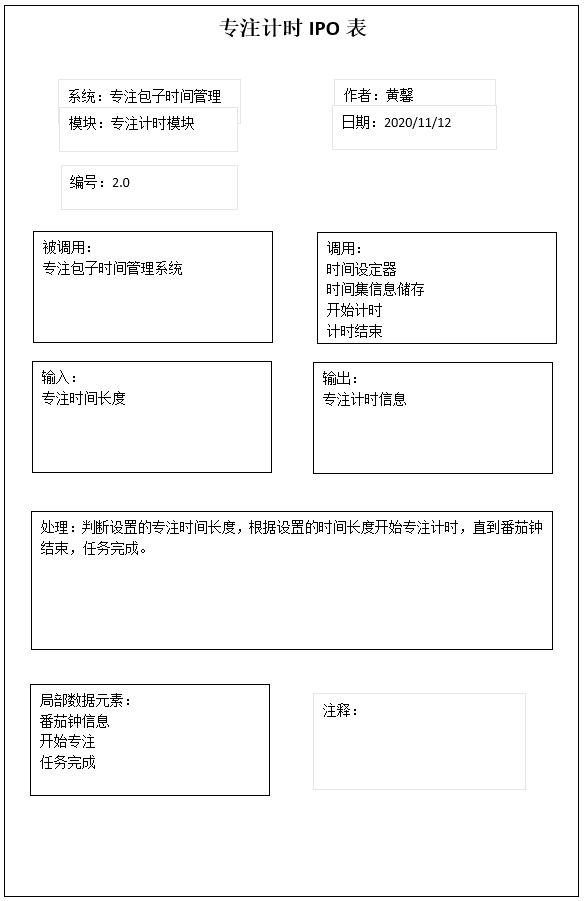 专注计时 IPO 表
系统：专注包子时间管理
作者：黄馨
模块：专注计时模块
日期：2020/11/12
编号：2.0
被调用：
专注包子时间管理系统
调用：
时间设定器
时间集信息储存
开始计时
计时结束
输入：
专注时间长度
输出：
专注计时信息
处理：判断设置的专注时间长度，根据设置的时间长度开始专注计时，直到番茄钟
结束，任务完成。
局部数据元素：
番茄钟信息
开始专注
任务完成
注释：